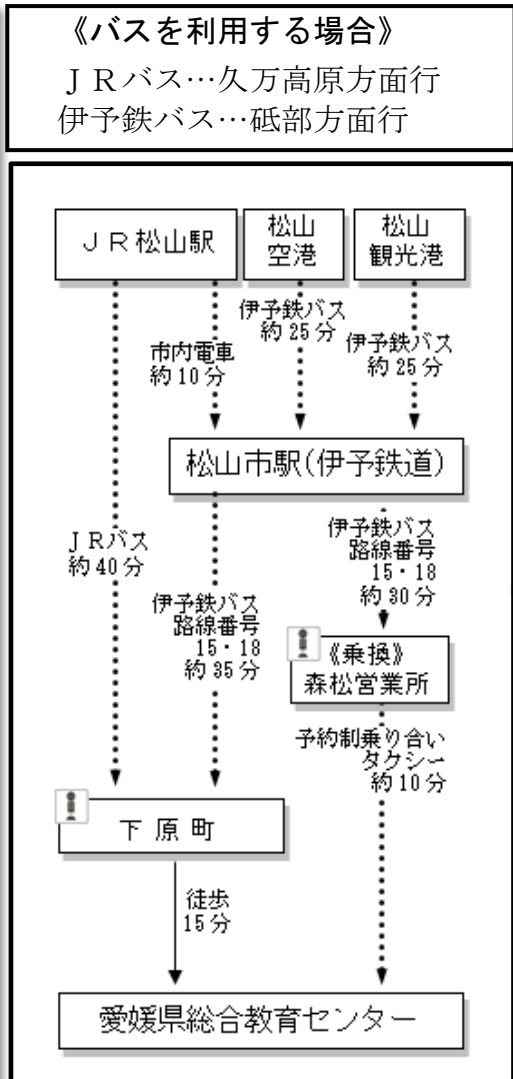 《バスを利用する場合》
ＪＲバス…久万高原方面行
伊予鉄バス…砥部方面行
ＪＲ松山駅
松山
空港
松山
観光港
市内電車
約10分
伊予鉄バス
約25分
伊予鉄バス
約25分
松山市駅(伊予鉄道)
ＪＲバス
約40分
伊予鉄バス
路線番号
15・18
約35分
伊予鉄バス
路線番号
15・18
約30分
《乗換》
森松営業所
予約制乗り合い
タクシー
約10分
下原町
徒歩
15分
愛媛県総合教育センター